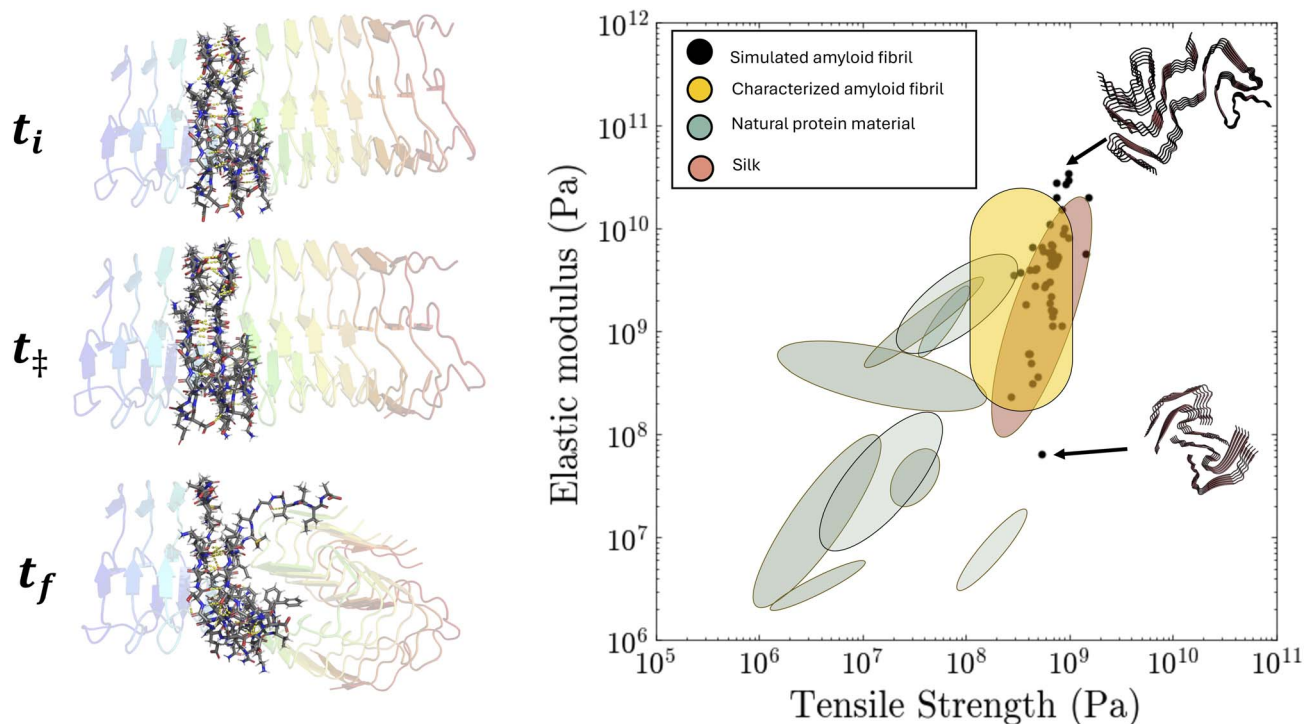 t_i
t_‡
t_f
Simulated amyloid fibril
Characterized amyloid fibril
Natural protein material
Silk
Elastic modulus (Pa)
10^12
10^11
10^10
10^9
10^8
10^7
10^6
10^5 10^6 10^7 10^8 10^9 10^10 10^11
Tensile Strength (Pa)